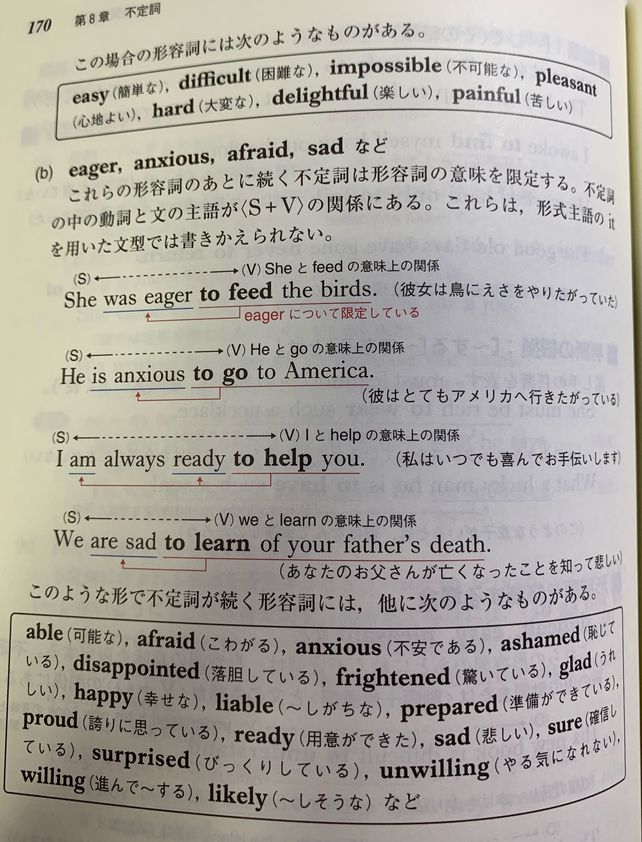 170 第8章 不定詞
この場合の形容詞には次のようなものがある。
easy(簡単な), difficult(困難な), impossible(不可能な), pleasant
(心地よい), hard(大変な), delightful(楽しい), painful(苦しい)
(b) eager, anxious, afraid, sad など
これらの形容詞のあとに続く不定詞は形容詞の意味を限定する。不定詞
の中の動詞と文の主語が〈S+V〉の関係にある。これらは，形式主語の it
を用いた文型では書きかえられない。
(S) (V) She と feed の意味上の関係
She was eager to feed the birds. (彼女は鳥にえさをやりたがっていた)
eager について限定している
(S) (V) He と go の意味上の関係
He is anxious to go to America.
(彼はとてもアメリカへ行きたがっている)
(S) (V) I と help の意味上の関係
I am always ready to help you. (私はいつでも喜んでお手伝いします)
(S) (V) we と learn の意味上の関係
We are sad to learn of your father's death.
(あなたのお父さんが亡くなったことを知って悲しい)
このような形で不定詞が続く形容詞には，他に次のようなものがある。
able(可能な), afraid(こわがる), anxious(不安である), ashamed(恥じて
いる), disappointed(落胆している), frightened(驚いている), glad(うれ
しい), happy(幸せな), liable(〜しがちな), prepared(準備ができている),
proud(誇りに思っている), ready(用意ができた), sad(悲しい), sure(確信し
ている), surprised(びっくりしている), unwilling(やる気になれない),
willing(進んで〜する), likely(〜しそうな) など